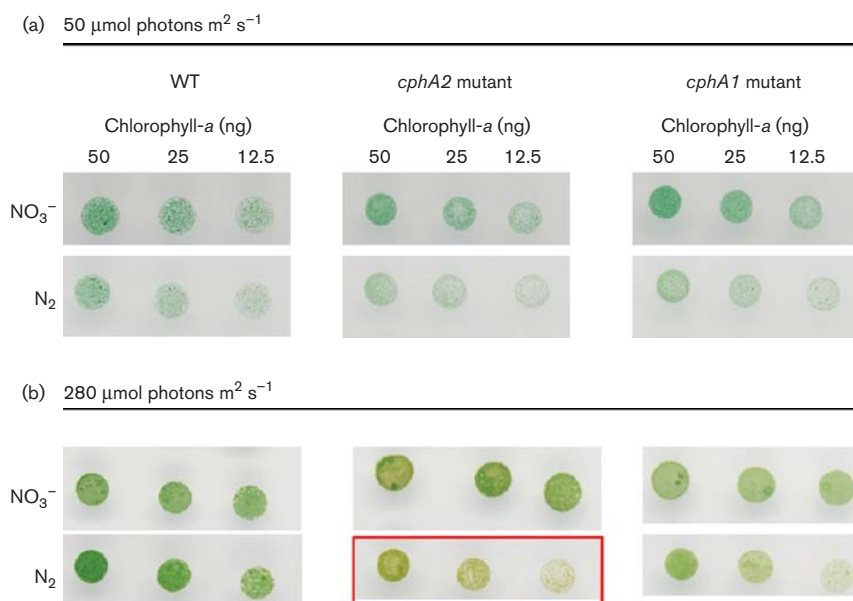 (a) 50 μmol photons m² s⁻¹
WT cphA2 mutant cphA1 mutant
Chlorophyll-a (ng) Chlorophyll-a (ng) Chlorophyll-a (ng)
50 25 12.5 50 25 12.5 50 25 12.5
NO₃⁻
N₂
(b) 280 μmol photons m² s⁻¹
NO₃⁻
N₂